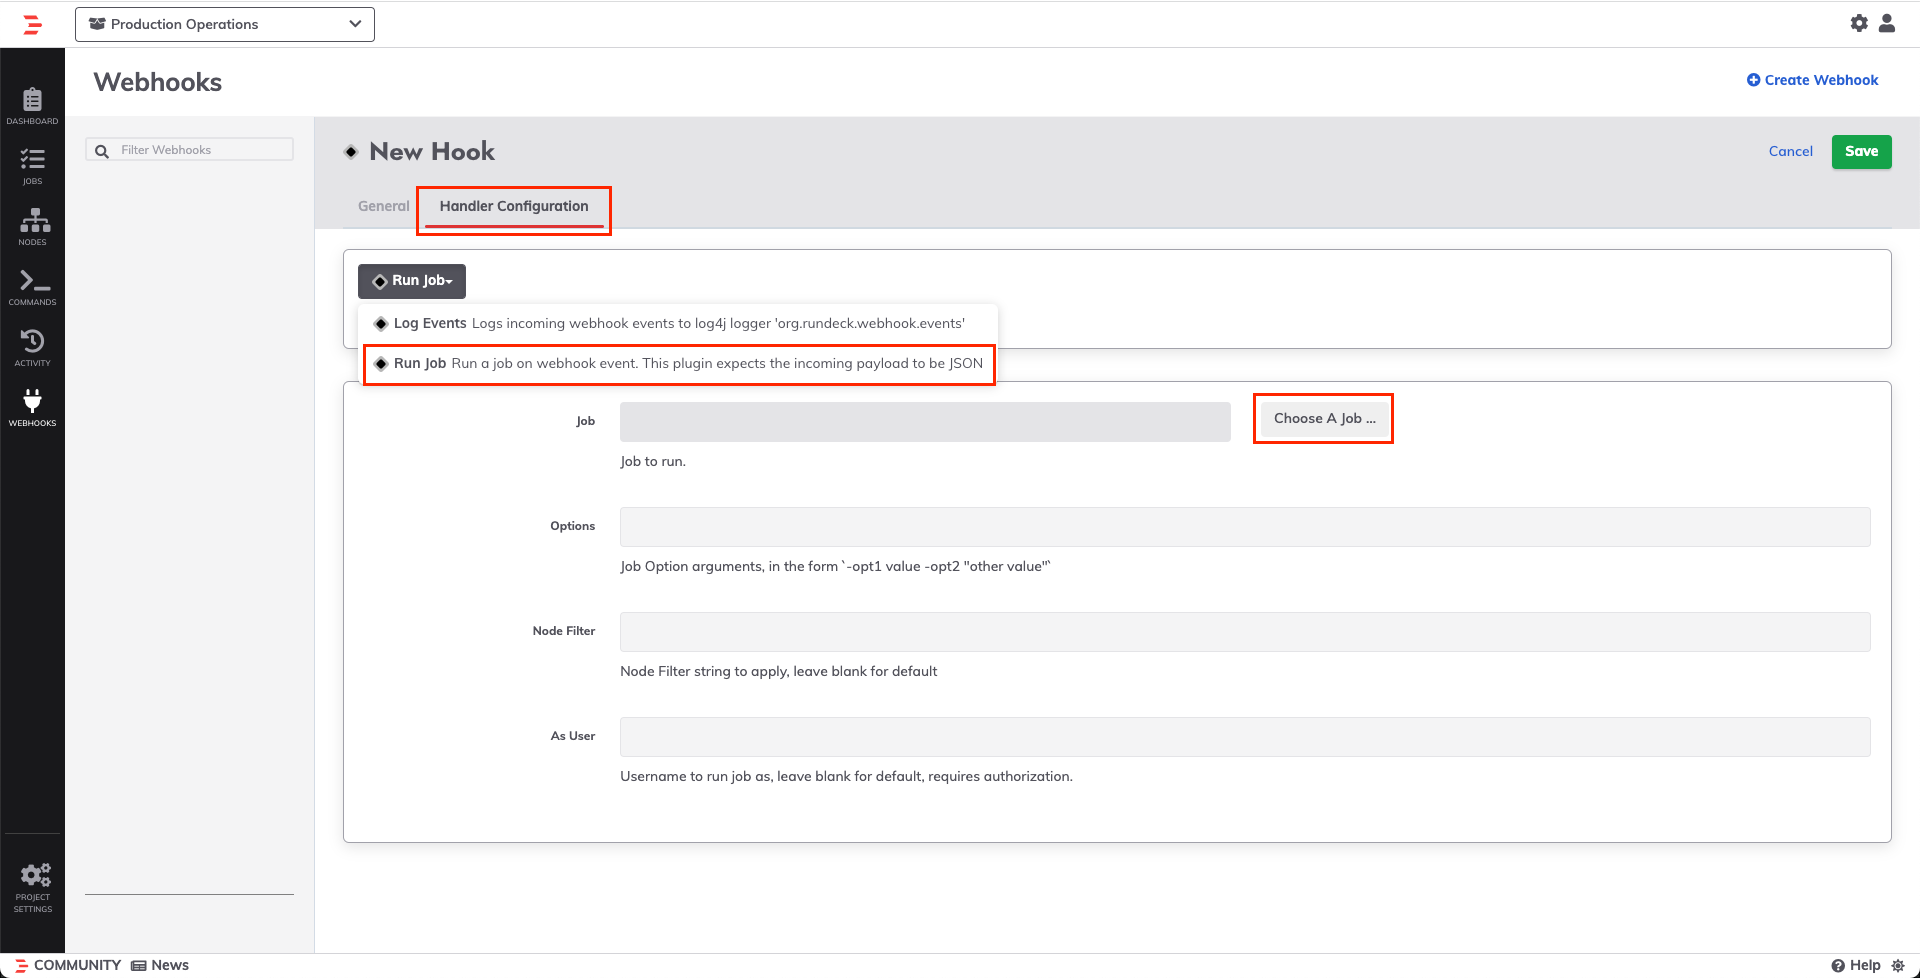 Production Operations
Webhooks
Create Webhook
DASHBOARD
JOBS
NODES
COMMANDS
ACTIVITY
WEBHOOKS
PROJECT
SETTINGS
Filter Webhooks
New Hook
Cancel
Save
General
Handler Configuration
Run Job
Log Events Logs incoming webhook events to log4j logger 'org.rundeck.webhook.events'
Run Job Run a job on webhook event. This plugin expects the incoming payload to be JSON
Job
Choose A Job ...
Job to run.
Options
Job Option arguments, in the form `-opt1 value -opt2 "other value"`
Node Filter
Node Filter string to apply, leave blank for default
As User
Username to run job as, leave blank for default, requires authorization.
COMMUNITY
News
Help